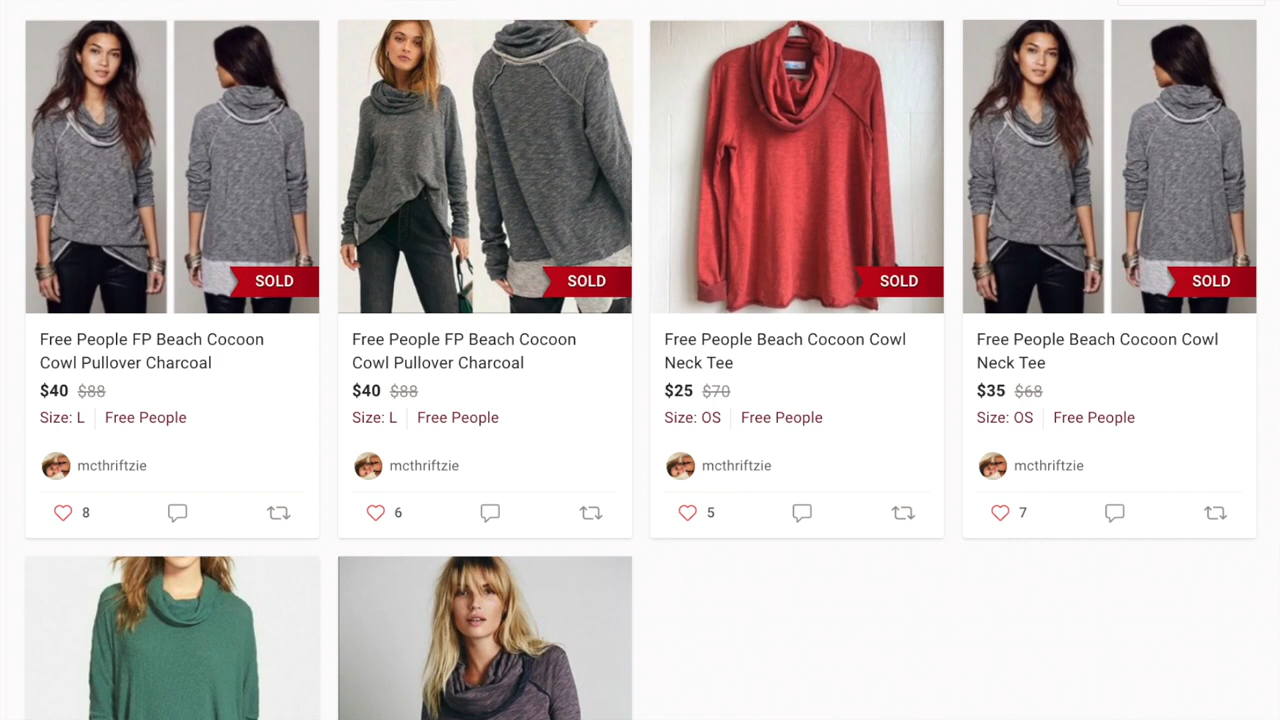 SOLD
SOLD
SOLD
SOLD
Free People FP Beach Cocoon
Cowl Pullover Charcoal
$40 $88
Size: L Free People
mcthriftzie
8
Free People FP Beach Cocoon
Cowl Pullover Charcoal
$40 $88
Size: L Free People
mcthriftzie
6
Free People Beach Cocoon Cowl
Neck Tee
$25 $70
Size: OS Free People
mcthriftzie
5
Free People Beach Cocoon Cowl
Neck Tee
$35 $68
Size: OS Free People
mcthriftzie
7